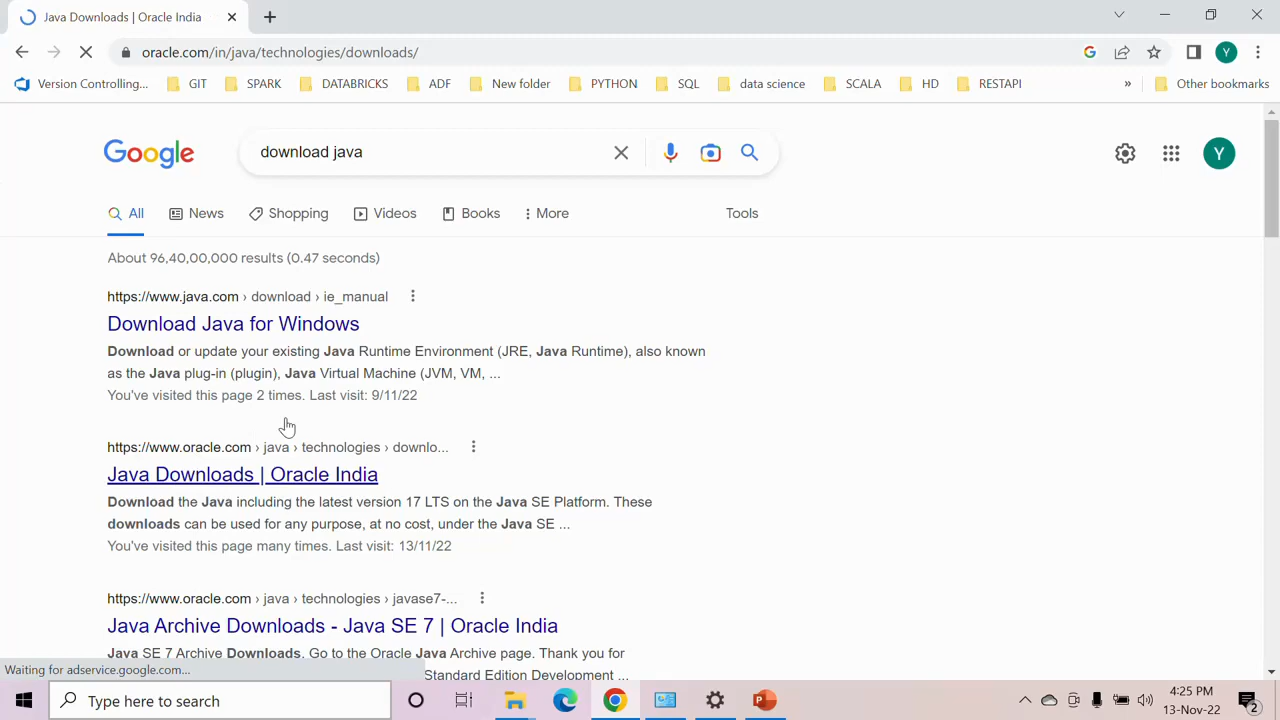 Java Downloads | Oracle India
oracle.com/in/java/technologies/downloads/
Y
Version Controlling...
GIT
SPARK
DATABRICKS
ADF
New folder
PYTHON
SQL
data science
SCALA
HD
RESTAPI
»
Other bookmarks
Google
download java
Y
All
News
Shopping
Videos
Books
More
Tools
About 96,40,00,000 results (0.47 seconds)
https://www.java.com › download › ie_manual
Download Java for Windows
Download or update your existing Java Runtime Environment (JRE, Java Runtime), also known
as the Java plug-in (plugin), Java Virtual Machine (JVM, VM, ...
You've visited this page 2 times. Last visit: 9/11/22
https://www.oracle.com › java › technologies › downlo...
Java Downloads | Oracle India
Download the Java including the latest version 17 LTS on the Java SE Platform. These
downloads can be used for any purpose, at no cost, under the Java SE ...
You've visited this page many times. Last visit: 13/11/22
https://www.oracle.com › java › technologies › javase7-...
Java Archive Downloads - Java SE 7 | Oracle India
Java SE 7 Archive Downloads. Go to the Oracle Java Archive page. Thank you for
Standard Edition Development ...
Waiting for adservice.google.com...
Type here to search
4:25 PM
13-Nov-22
2